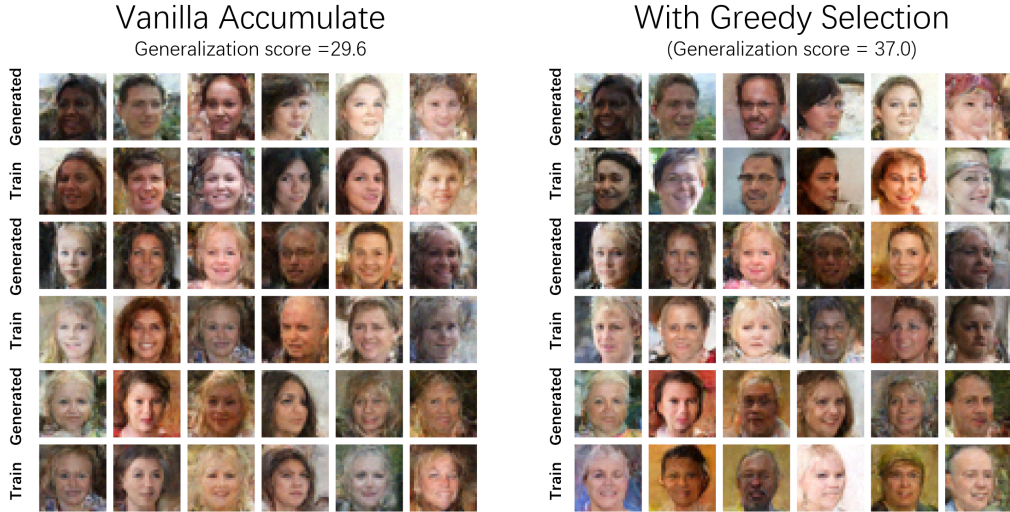 Vanilla Accumulate
Generalization score =29.6
Generated
Train
Generated
Train
Generated
Train
With Greedy Selection
(Generalization score = 37.0)
Generated
Train
Generated
Train
Generated
Train